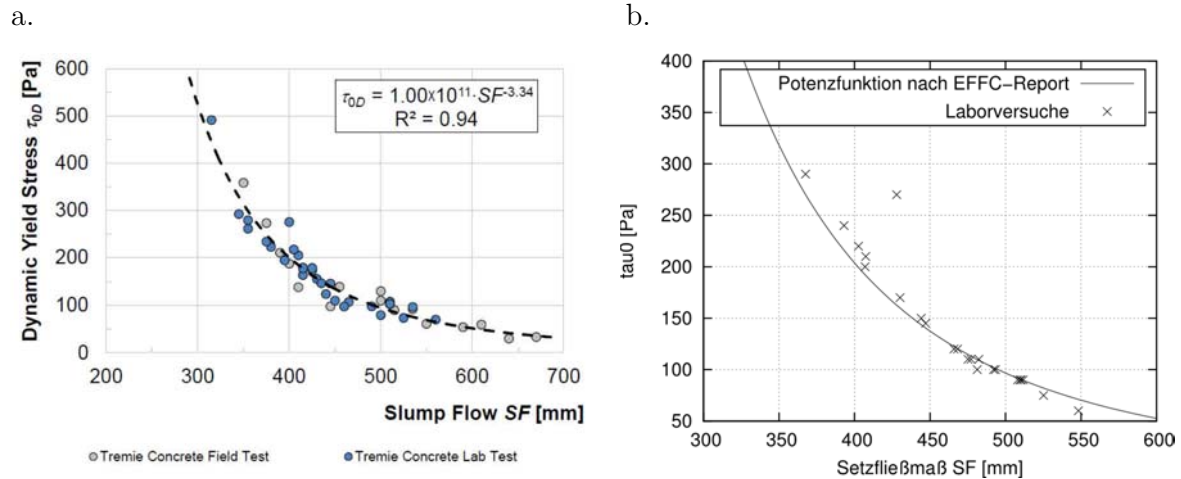 a.
Dynamic Yield Stress τ0D [Pa]
600
500
400
300
200
100
0
τ0D = 1.00x10^11·SF^-3.34
R² = 0.94
200 300 400 500 600 700
Slump Flow SF [mm]
Tremie Concrete Field Test Tremie Concrete Lab Test
b.
tau0 [Pa]
400
350
300
250
200
150
100
50
Potenzfunktion nach EFFC-Report
Laborversuche
300 350 400 450 500 550 600
Setzfließmaß SF [mm]